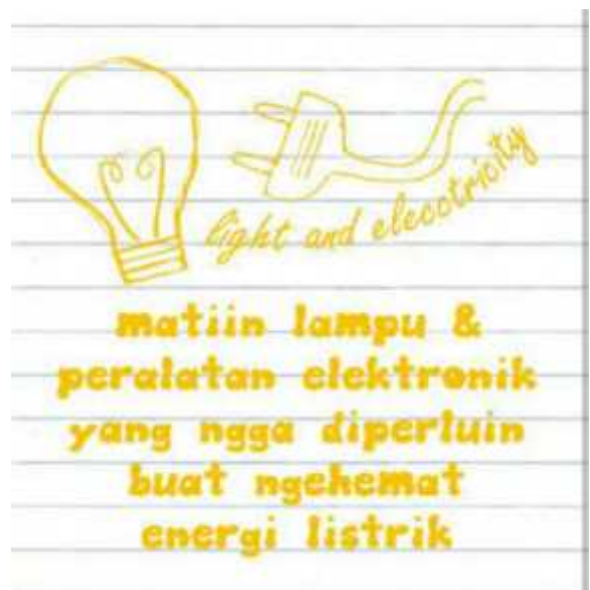 light and elecctricity
matiin lampu &
peralatan elektronik
yang ngga diperluin
buat ngehemat
energi listrik